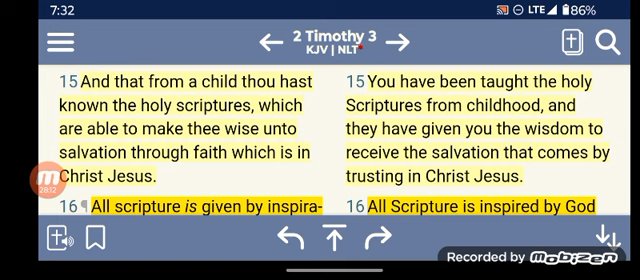 7:32
LTE 86%
2 Timothy 3
KJV | NLT
15 And that from a child thou hast
known the holy scriptures, which
are able to make thee wise unto
salvation through faith which is in
Christ Jesus.
16 ¶ All scripture is given by inspira-
15 You have been taught the holy
Scriptures from childhood, and
they have given you the wisdom to
receive the salvation that comes by
trusting in Christ Jesus.
16 All Scripture is inspired by God
29:12
Recorded by Mobizen